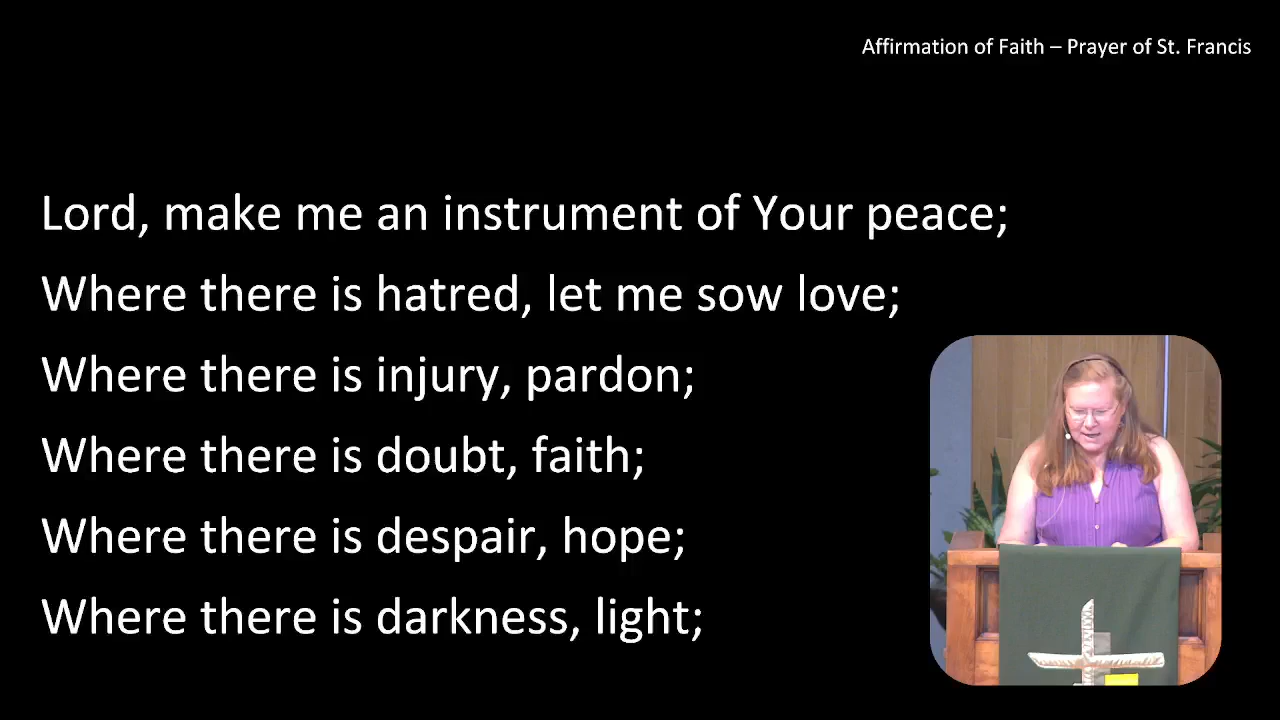 Affirmation of Faith – Prayer of St. Francis
Lord, make me an instrument of Your peace;
Where there is hatred, let me sow love;
Where there is injury, pardon;
Where there is doubt, faith;
Where there is despair, hope;
Where there is darkness, light;